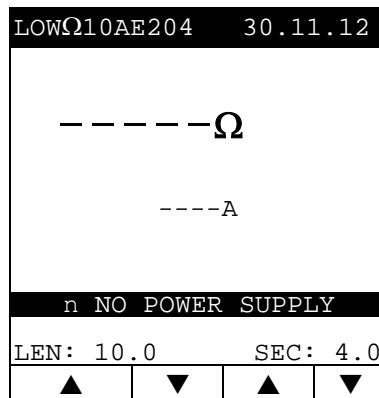 LOWΩ10AE204 30.11.12
-----Ω
----A
n NO POWER SUPPLY
LEN: 10.0 SEC: 4.0
▲ ▼ ▲ ▼